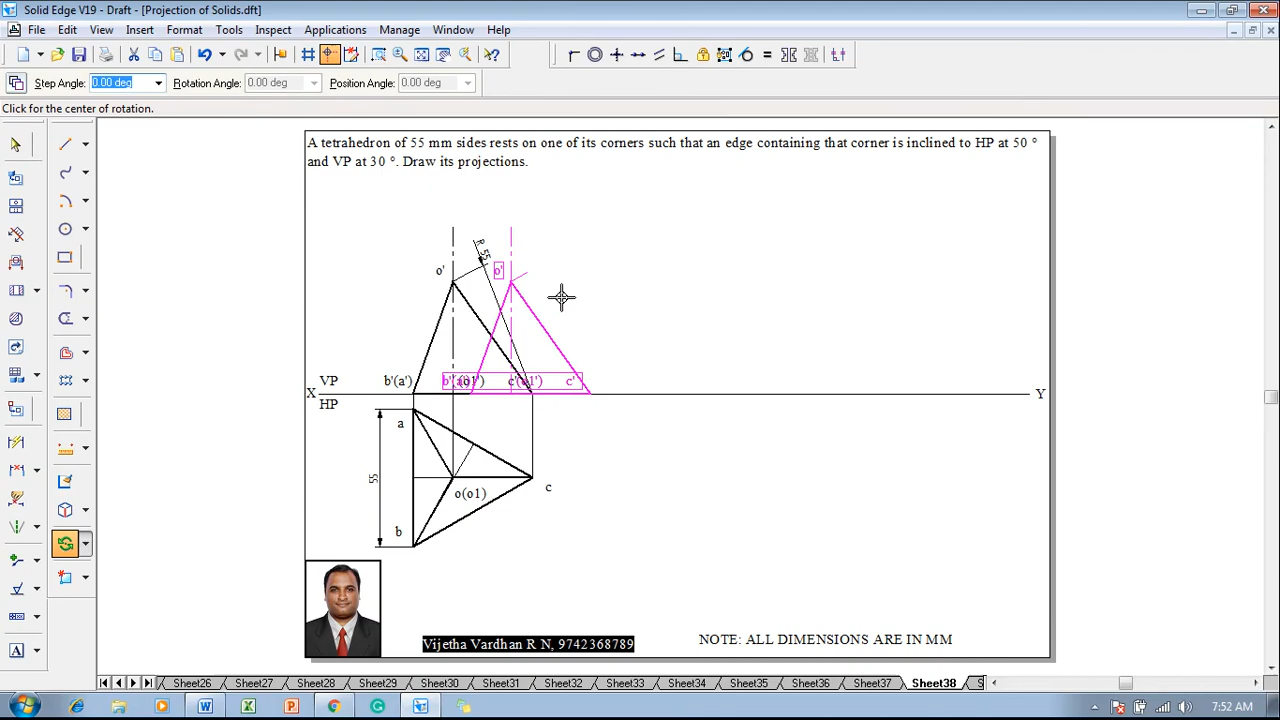 Solid Edge V19 - Draft - [Projection of Solids.dft]
File Edit View Insert Format Tools Inspect Applications Manage Window Help
Step Angle: 0.00 deg Rotation Angle: 0.00 deg Position Angle: 0.00 deg
Click for the center of rotation.
A tetrahedron of 55 mm sides rests on one of its corners such that an edge containing that corner is inclined to HP at 50 °
and VP at 30 °. Draw its projections.
R 55
o' o'
VP b'(a') c' c'
X Y
HP
a
55
o(o1) c
b
Vijetha Vardhan R N, 9742368789 NOTE: ALL DIMENSIONS ARE IN MM
Sheet26 Sheet27 Sheet28 Sheet29 Sheet30 Sheet31 Sheet32 Sheet33 Sheet34 Sheet35 Sheet36 Sheet37 Sheet38 S
7:52 AM